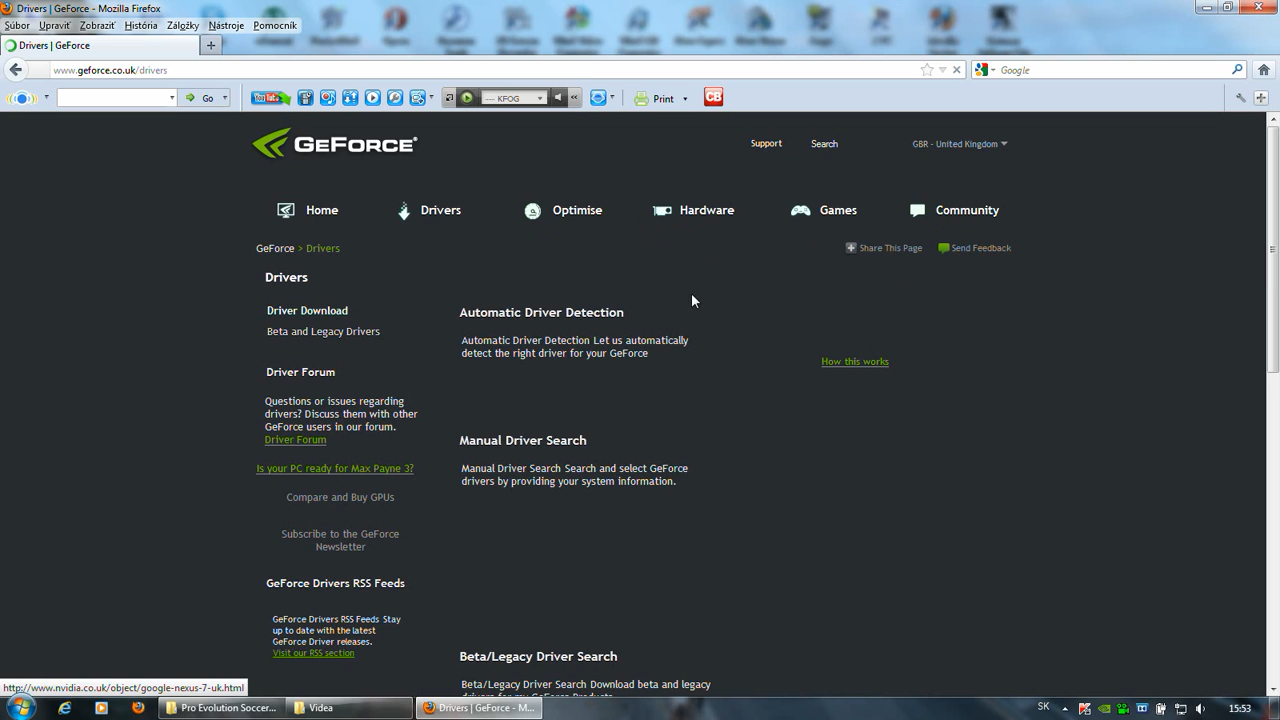 Drivers | GeForce - Mozilla Firefox
Súbor Upraviť Zobraziť História Záložky Nástroje Pomocník
Drivers | GeForce
www.geforce.co.uk/drivers
Google
Go
You Tube
--- KFOG
Print
CB
GEFORCE
Support
Search
GBR - United Kingdom
Home
Drivers
Optimise
Hardware
Games
Community
GeForce > Drivers
Share This Page
Send Feedback
Drivers
Driver Download
Beta and Legacy Drivers
Driver Forum
Questions or issues regarding
drivers? Discuss them with other
GeForce users in our forum.
Driver Forum
Is your PC ready for Max Payne 3?
Compare and Buy GPUs
Subscribe to the GeForce
Newsletter
GeForce Drivers RSS Feeds
GeForce Drivers RSS Feeds Stay
up to date with the latest
GeForce Driver releases.
Visit our RSS section
Automatic Driver Detection
Automatic Driver Detection Let us automatically
detect the right driver for your GeForce
How this works
Manual Driver Search
Manual Driver Search Search and select GeForce
drivers by providing your system information.
Beta/Legacy Driver Search
Beta/Legacy Driver Search Download beta and legacy
drivers for my GeForce Products
http://www.nvidia.co.uk/object/google-nexus-7-uk.html
Pro Evolution Soccer...
Videa
Drivers | GeForce - M...
SK
15:53